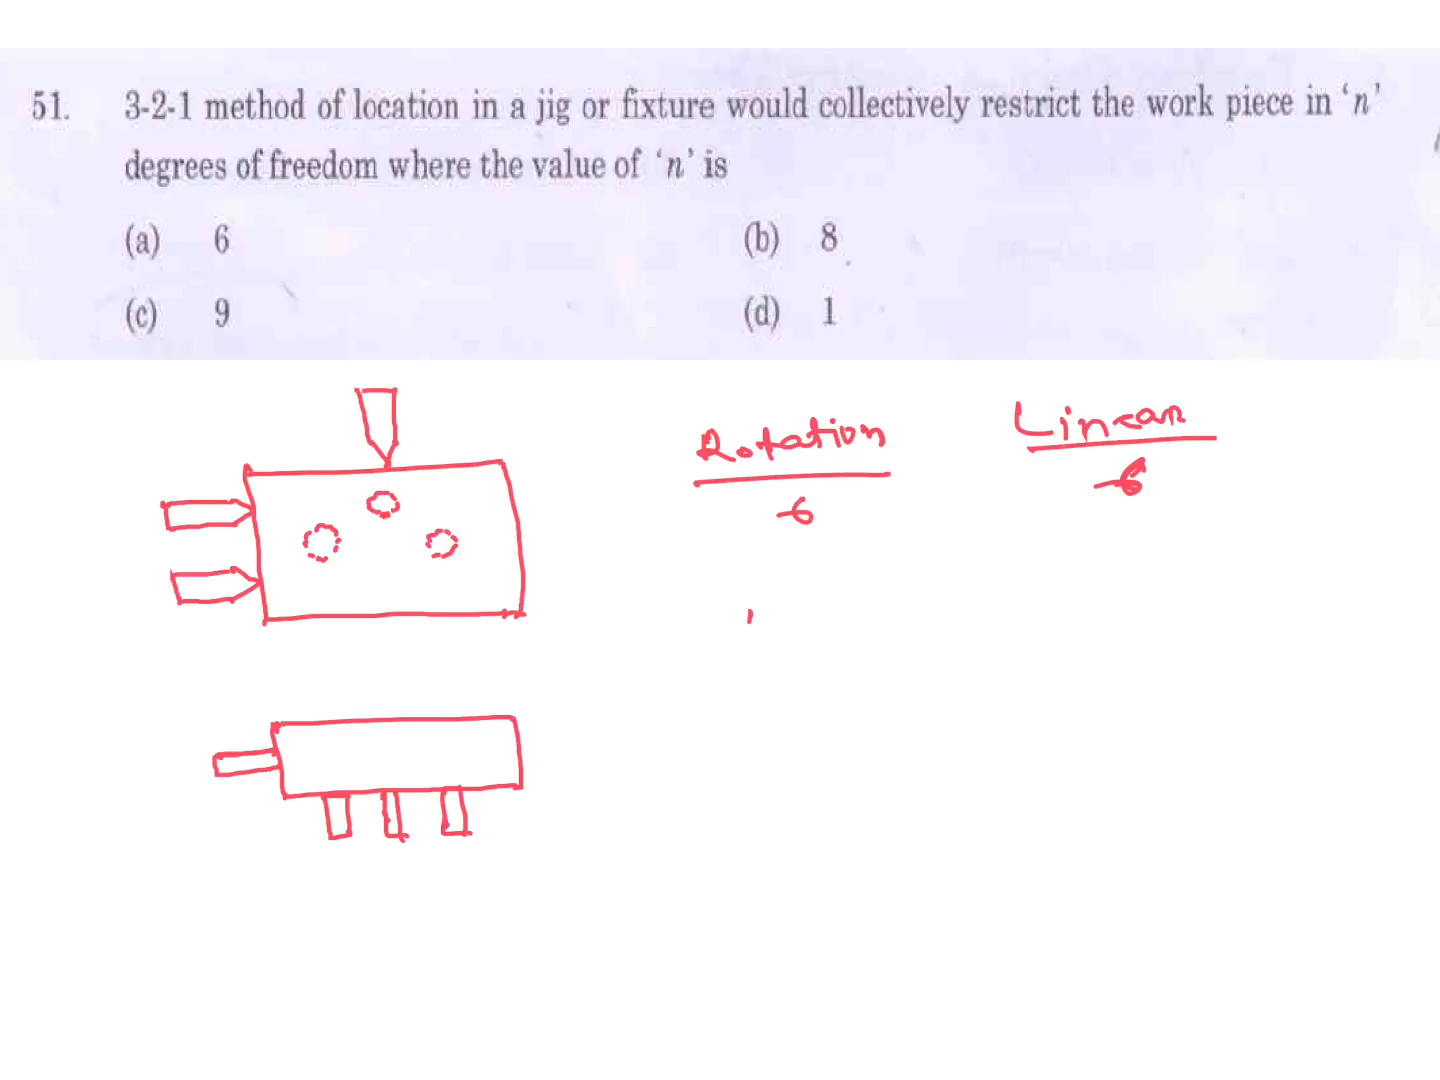 51. 3-2-1 method of location in a jig or fixture would collectively restrict the work piece in ‘n’
degrees of freedom where the value of ‘n’ is
(a) 6 (b) 8
(c) 9 (d) 1
Rotation Linear
6 6